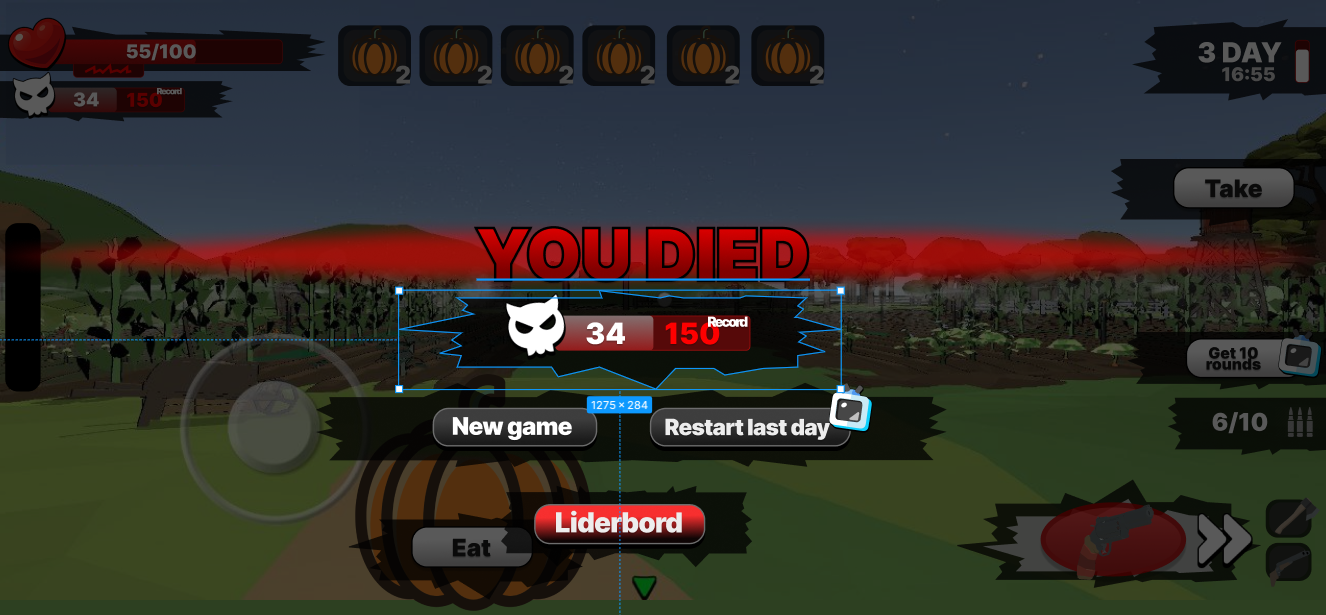 55/100
2
2
2
2
2
2
3 DAY
16:55
34
150
Record
Take
YOU DIED
34
150
Record
Get 10
rounds
1275 × 284
New game
Restart last day
6/10
Liderbord
Eat